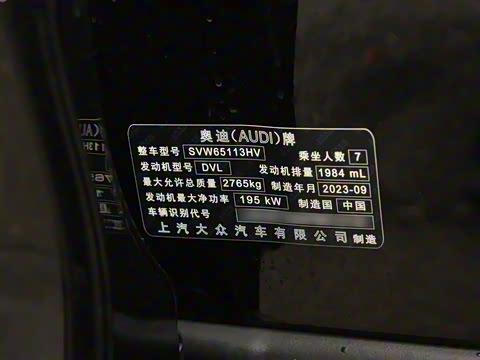 奥迪(AUDI)牌
整车型号 SVW65113HV 乘坐人数 7
发动机型号 DVL 发动机排量 1984 mL
最大允许总质量 2765kg 制造年月 2023-09
发动机最大净功率 195 kW 制造国 中国
车辆识别代号
上汽大众汽车有限公司 制造